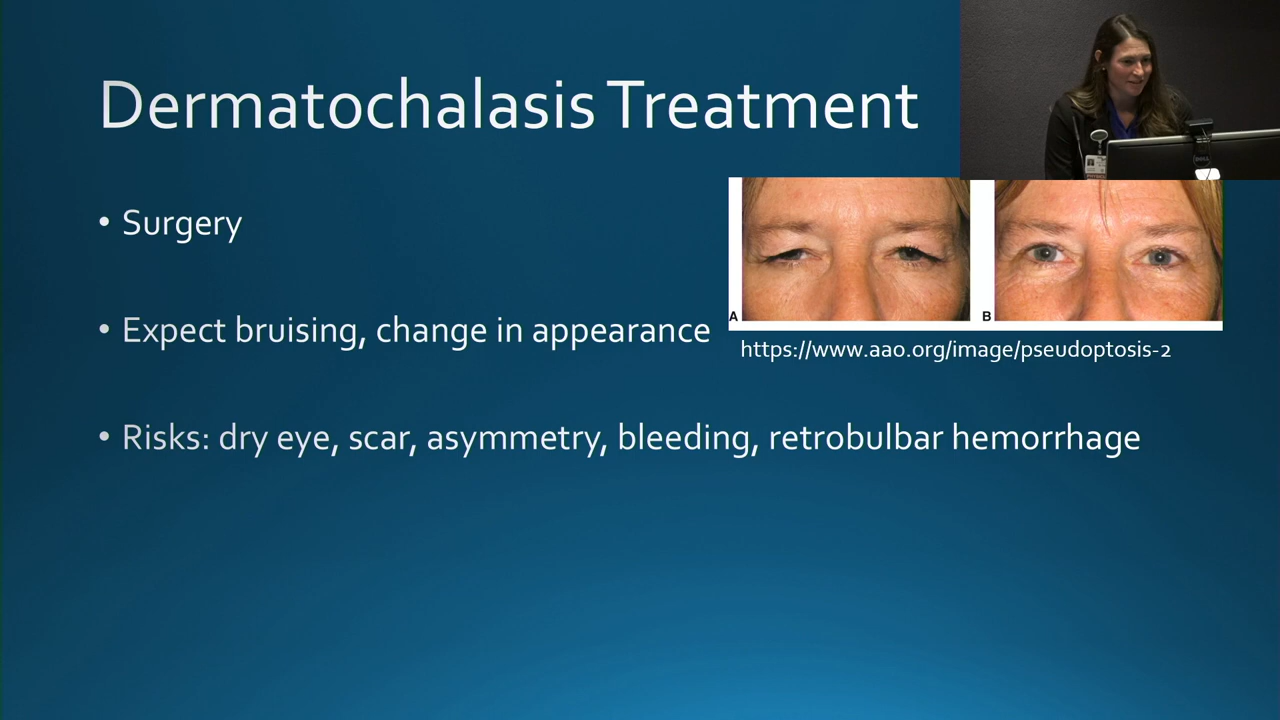 Dermatochalasis Treatment
• Surgery
• Expect bruising, change in appearance
A
B
https://www.aao.org/image/pseudoptosis-2
• Risks: dry eye, scar, asymmetry, bleeding, retrobulbar hemorrhage